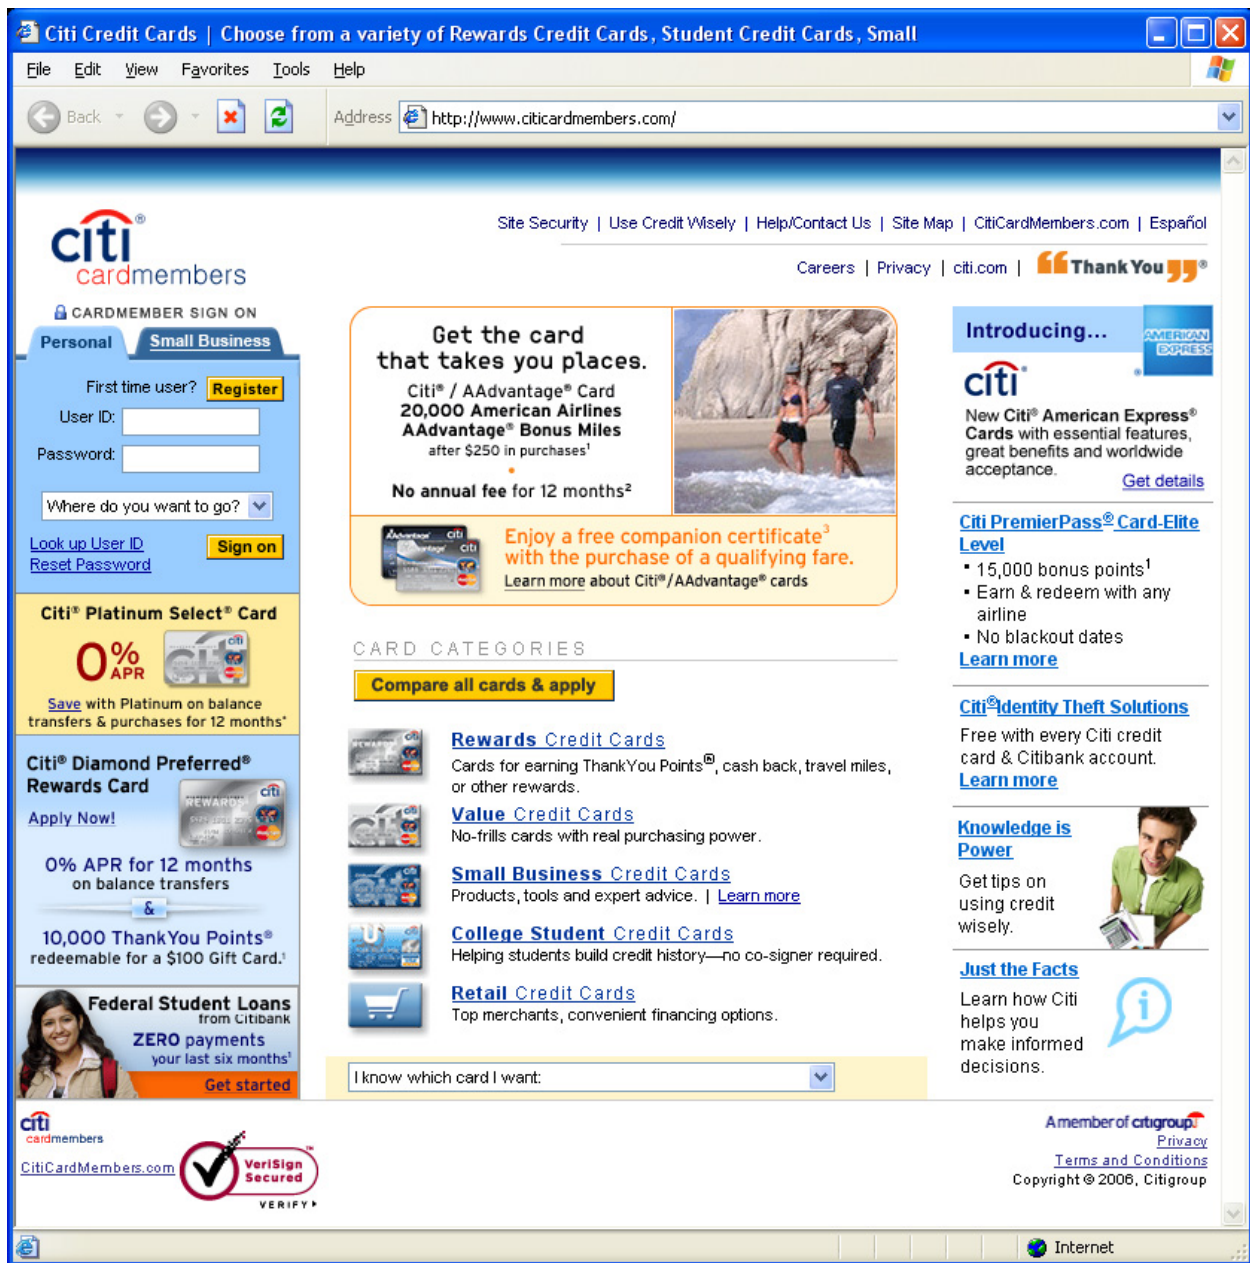 Citi Credit Cards | Choose from a variety of Rewards Credit Cards, Student Credit Cards, Small
File Edit View Favorites Tools Help
Back
Address http://www.citicardmembers.com/
citi®
cardmembers
Site Security | Use Credit Wisely | Help/Contact Us | Site Map | CitiCardMembers.com | Español
Careers | Privacy | citi.com | Thank You®
CARDMEMBER SIGN ON
Personal Small Business
First time user? Register
User ID:
Password:
Where do you want to go?
Look up User ID
Reset Password
Sign on
Citi® Platinum Select® Card
0% APR
citi
Save with Platinum on balance
transfers & purchases for 12 months*
Citi® Diamond Preferred®
Rewards Card
Apply Now!
REWARDS
citi
0% APR for 12 months
on balance transfers
&
10,000 ThankYou Points®
redeemable for a $100 Gift Card.¹
Federal Student Loans
from Citibank
ZERO payments
your last six months¹
Get started
Get the card
that takes you places.
Citi® / AAdvantage® Card
20,000 American Airlines
AAdvantage® Bonus Miles
after $250 in purchases¹
No annual fee for 12 months²
Enjoy a free companion certificate³
with the purchase of a qualifying fare.
Learn more about Citi®/AAdvantage® cards
CARD CATEGORIES
Compare all cards & apply
Rewards Credit Cards
Cards for earning ThankYou Points®, cash back, travel miles,
or other rewards.
Value Credit Cards
No-frills cards with real purchasing power.
Small Business Credit Cards
Products, tools and expert advice. | Learn more
College Student Credit Cards
Helping students build credit history—no co-signer required.
Retail Credit Cards
Top merchants, convenient financing options.
I know which card I want:
Introducing...
AMERICAN
EXPRESS
citi®
New Citi® American Express®
Cards with essential features,
great benefits and worldwide
acceptance.
Get details
Citi PremierPass® Card-Elite
Level
▪ 15,000 bonus points¹
▪ Earn & redeem with any
airline
▪ No blackout dates
Learn more
Citi®Identity Theft Solutions
Free with every Citi credit
card & Citibank account.
Learn more
Knowledge is
Power
Get tips on
using credit
wisely.
Just the Facts
Learn how Citi
helps you
make informed
decisions.
citi
cardmembers
CitiCardMembers.com
VeriSign
Secured
VERIFY
A member of citigroup
Privacy
Terms and Conditions
Copyright © 2006, Citigroup
Internet